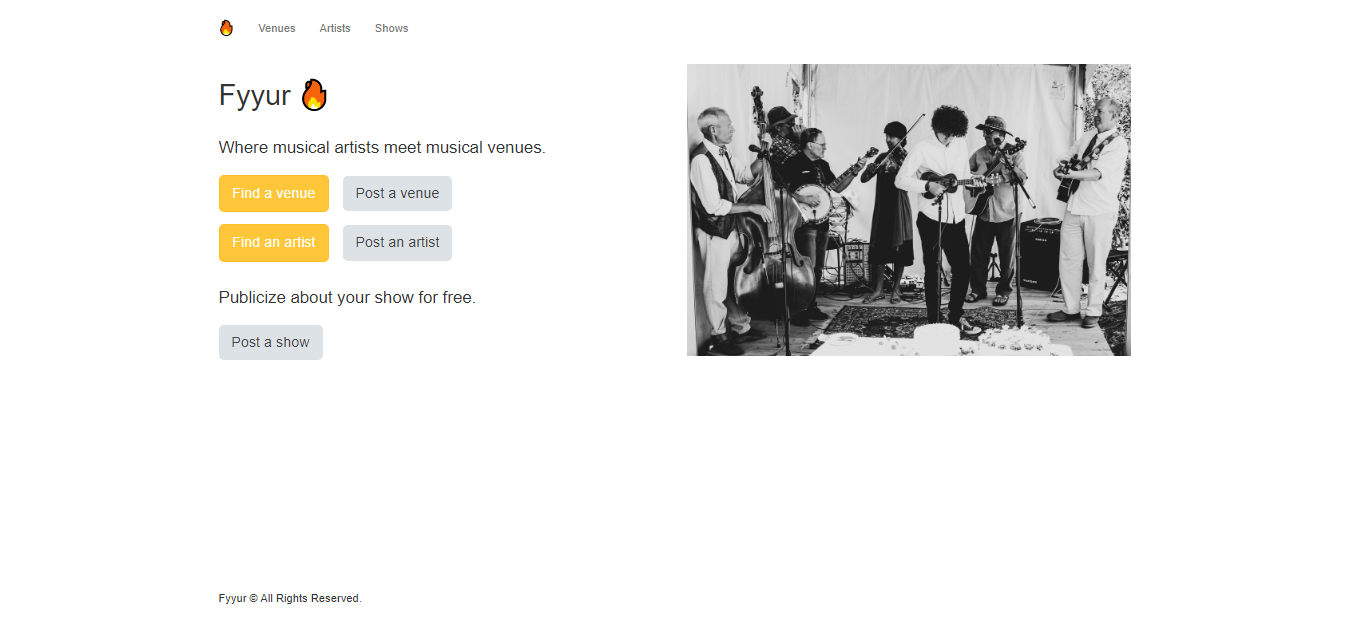 Venues Artists Shows
Fyyur
Where musical artists meet musical venues.
Find a venue Post a venue
Find an artist Post an artist
Publicize about your show for free.
Post a show
Fyyur © All Rights Reserved.